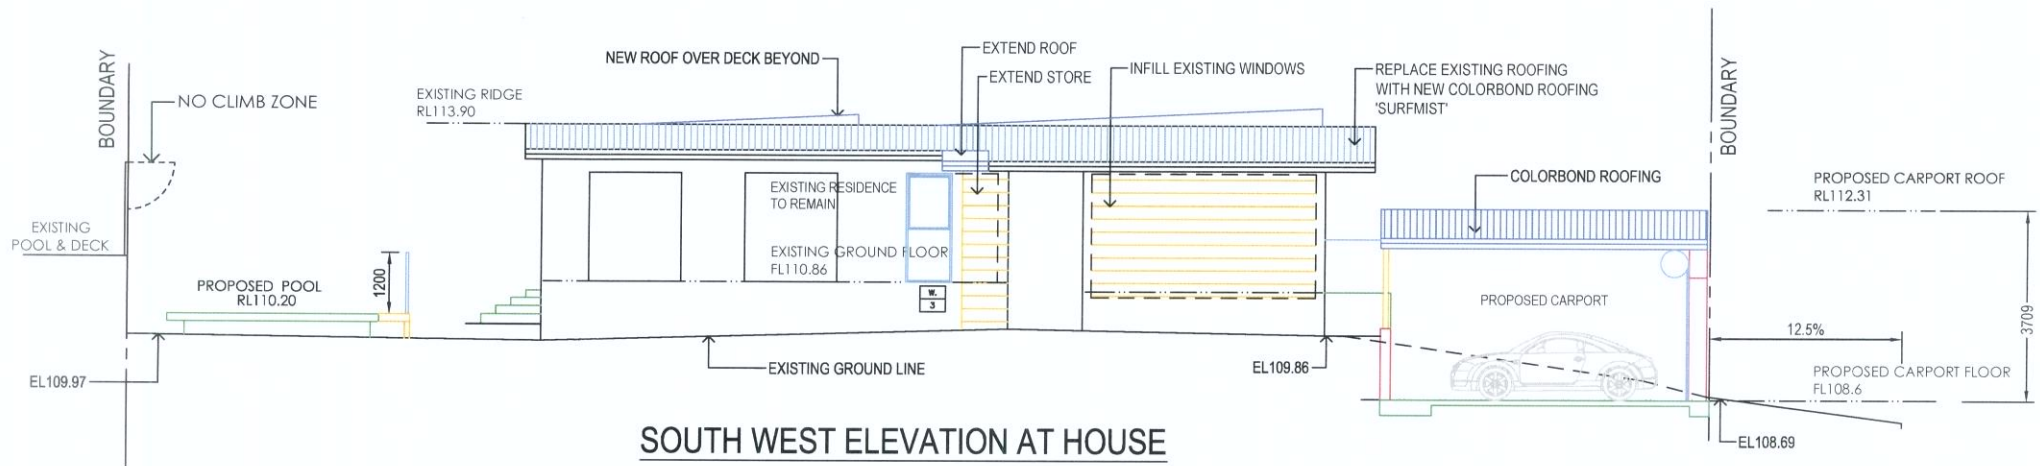 BOUNDARY
NO CLIMB ZONE
EXISTING
POOL & DECK
EL109.97
PROPOSED POOL
RL110.20
1200
EXISTING RIDGE
RL113.90
NEW ROOF OVER DECK BEYOND
EXTEND ROOF
EXTEND STORE
INFILL EXISTING WINDOWS
REPLACE EXISTING ROOFING
WITH NEW COLORBOND ROOFING
'SURFMIST'
EXISTING RESIDENCE
TO REMAIN
EXISTING GROUND FLOOR
FL110.86
W.
3
EXISTING GROUND LINE
EL109.86
COLORBOND ROOFING
PROPOSED CARPORT
BOUNDARY
PROPOSED CARPORT ROOF
RL112.31
12.5%
3709
PROPOSED CARPORT FLOOR
FL108.6
EL108.69
SOUTH WEST ELEVATION AT HOUSE